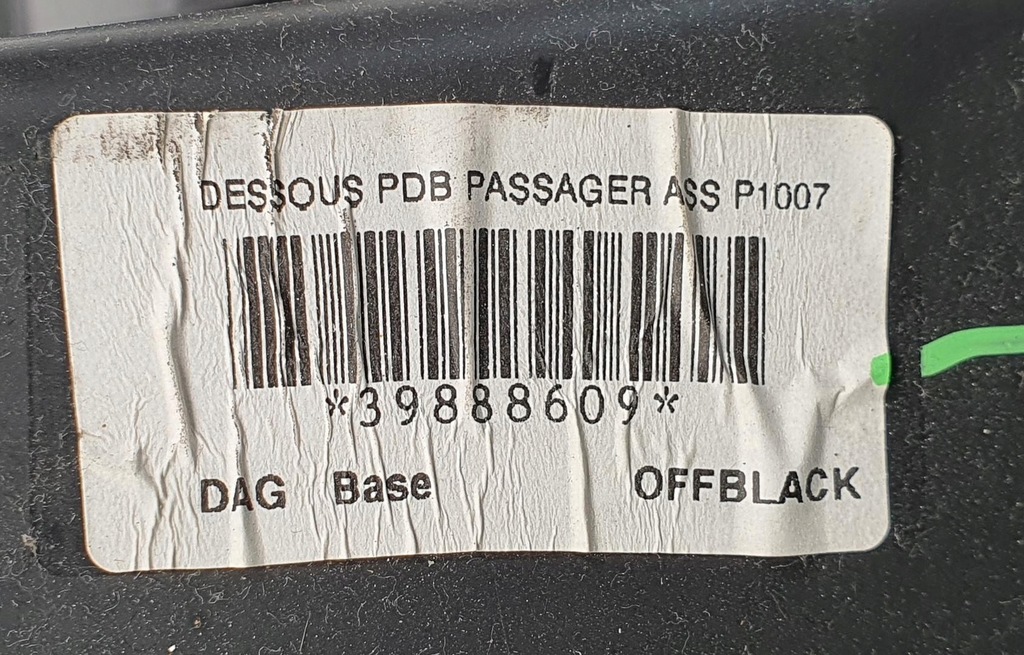 DESSOUS PDB PASSAGER ASS P1007
*39888609*
DAG Base OFFBLACK